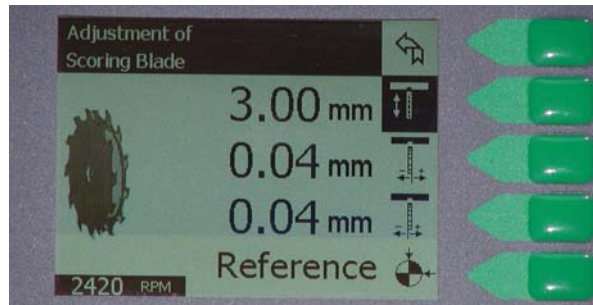 Adjustment of
Scoring Blade
3.00 mm
0.04 mm
0.04 mm
Reference
2420 RPM